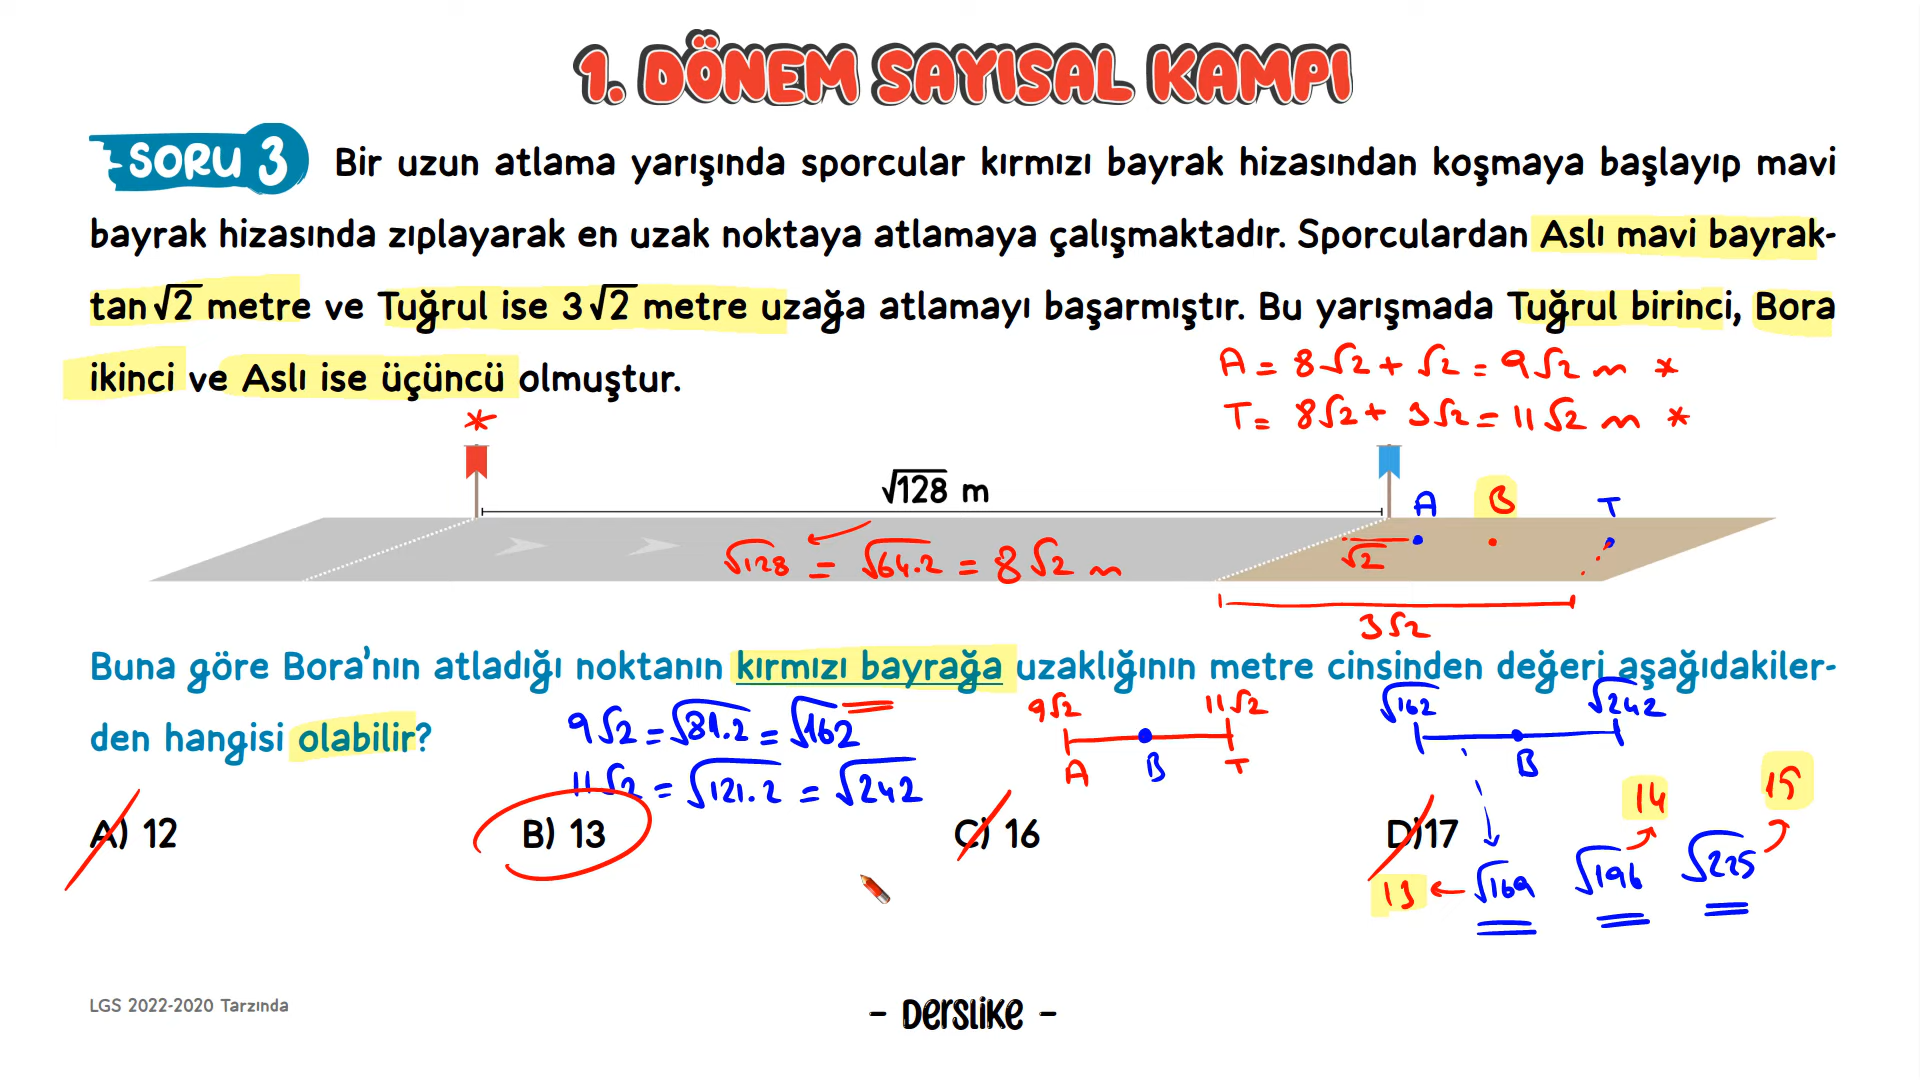 1. DÖNEM SAYISAL KAMPI
SORU 3 Bir uzun atlama yarışında sporcular kırmızı bayrak hizasından koşmaya başlayıp mavi
bayrak hizasında zıplayarak en uzak noktaya atlamaya çalışmaktadır. Sporculardan Aslı mavi bayrak-
tan √2 metre ve Tuğrul ise 3√2 metre uzağa atlamayı başarmıştır. Bu yarışmada Tuğrul birinci, Bora
ikinci ve Aslı ise üçüncü olmuştur.
A = 8√2 + √2 = 9√2 m *
T = 8√2 + 3√2 = 11√2 m *
*
√128 m
A B T
√128 = √64.2 = 8√2 m
√2
3√2
Buna göre Bora'nın atladığı noktanın kırmızı bayrağa uzaklığının metre cinsinden değeri aşağıdakiler-
den hangisi olabilir?
9√2 = √81.2 = √162
11√2 = √121.2 = √242
9√2 11√2
A B T
√162 √242
B
A) 12 B) 13 C) 16 D) 17
14 15
13 ← √169 √196 √225
LGS 2022-2020 Tarzında
- DERSLİKE -